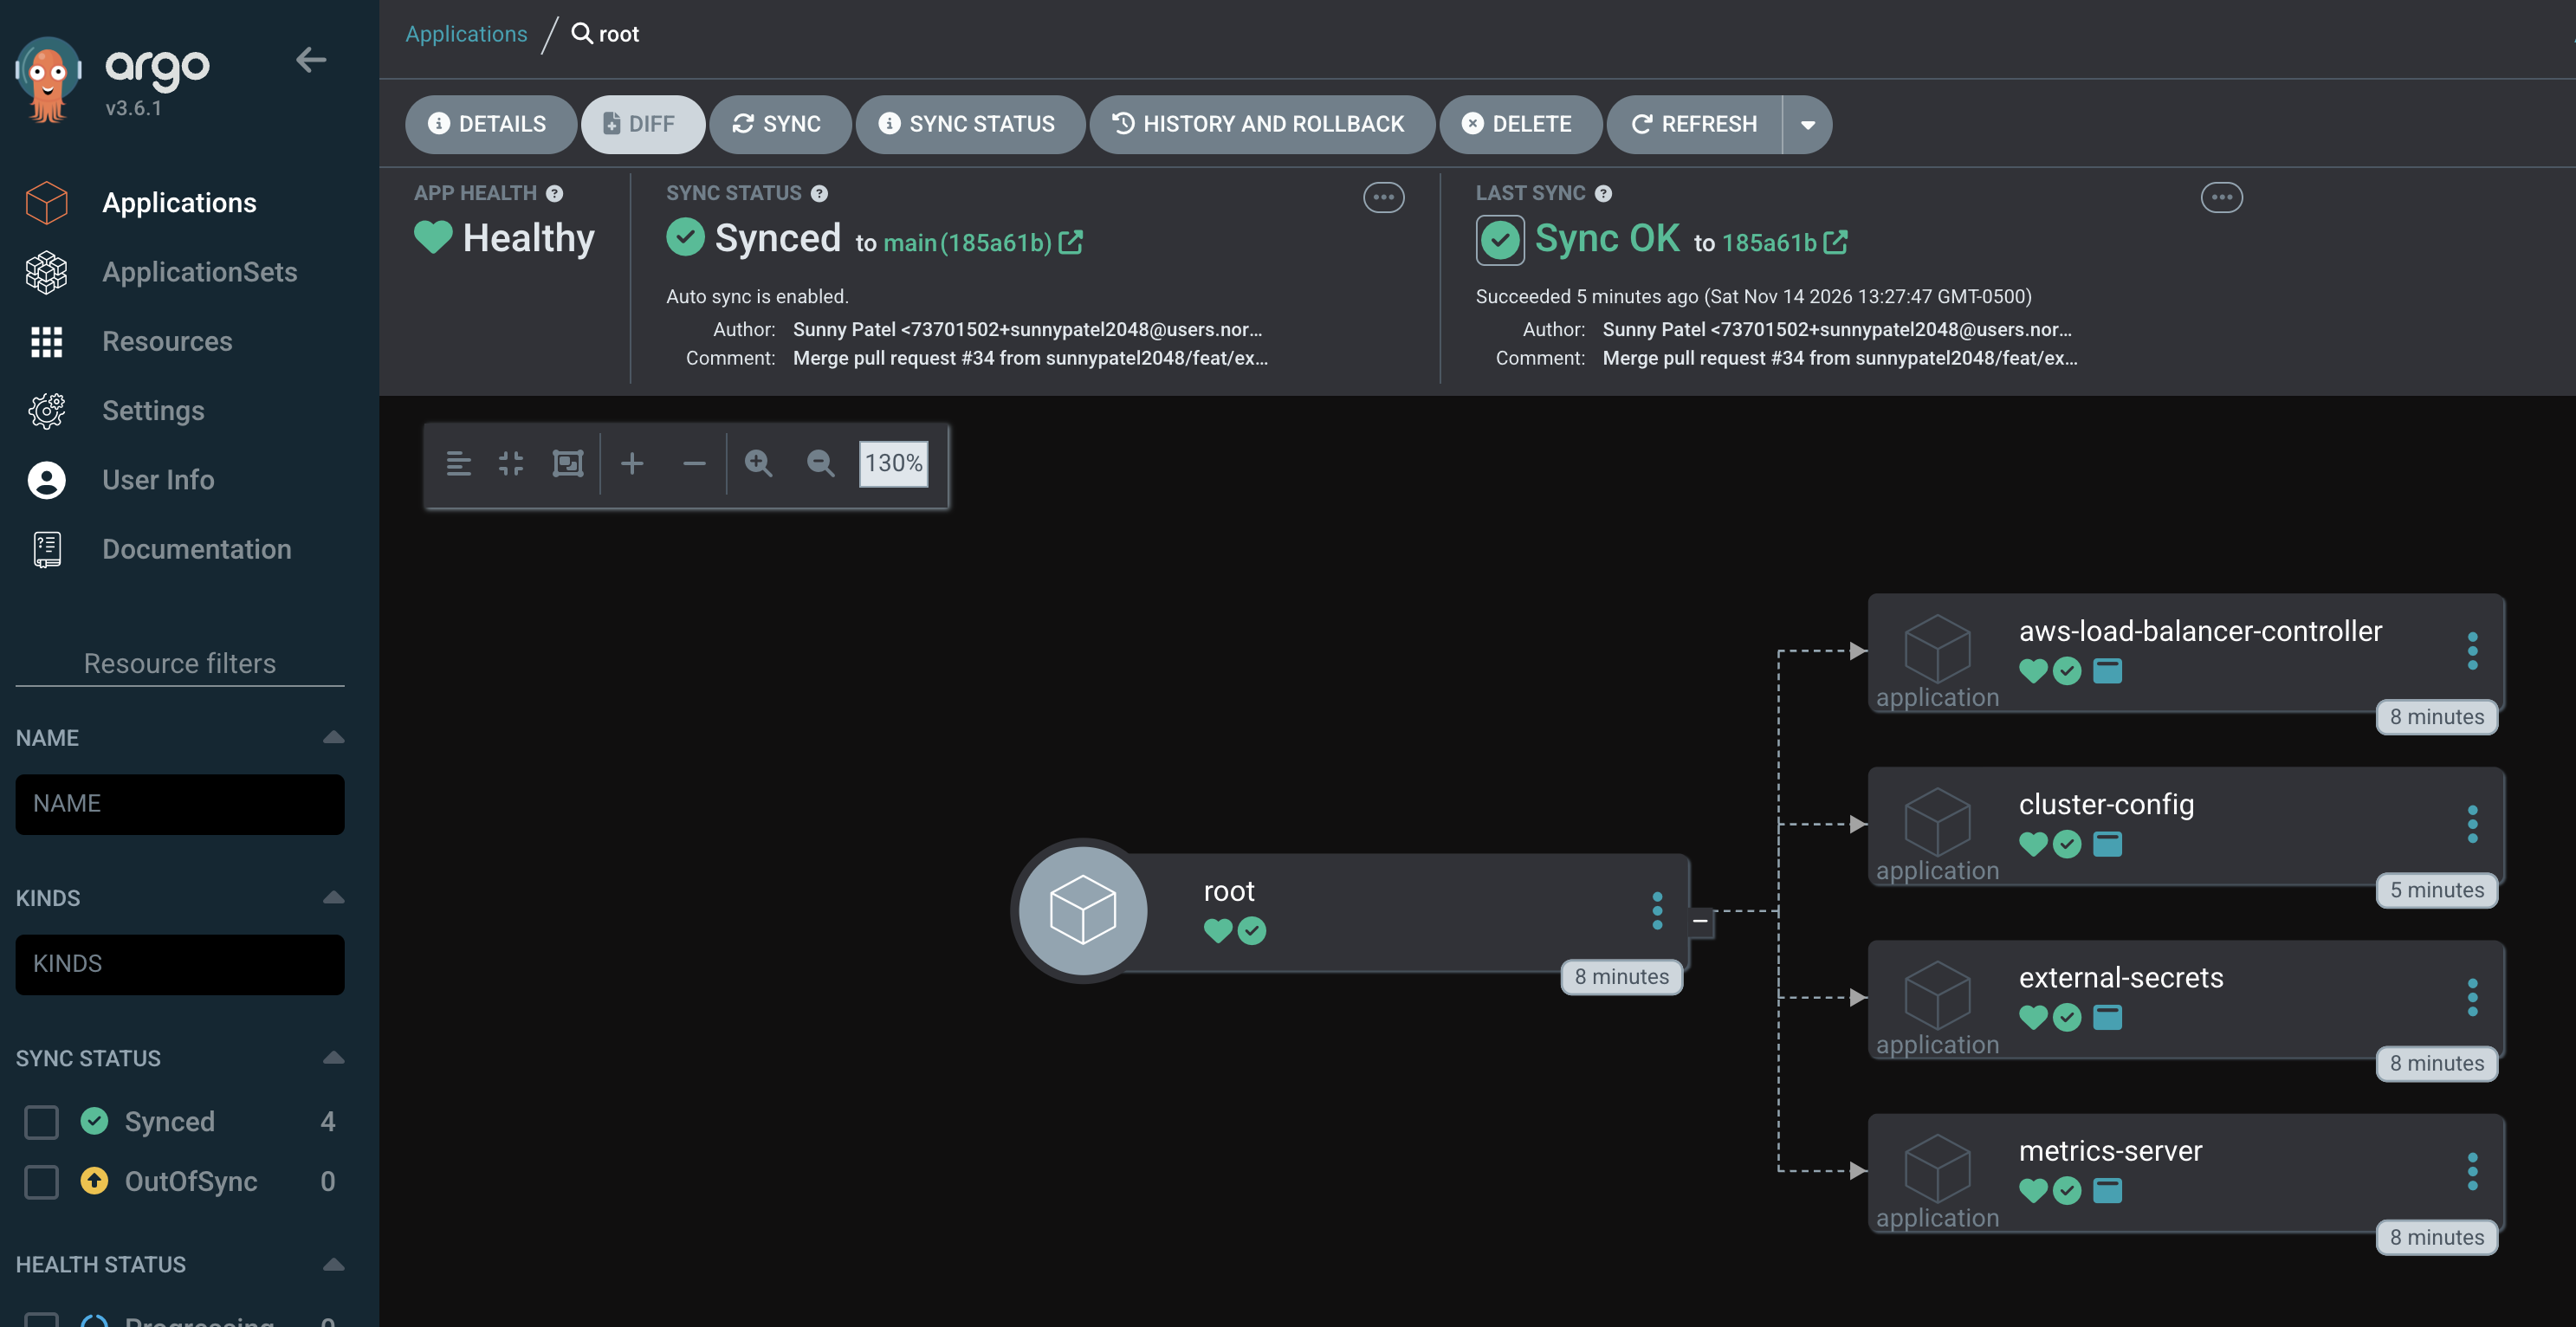 argo
v3.6.1
Applications
ApplicationSets
Resources
Settings
User Info
Documentation
Resource filters
NAME
NAME
KINDS
KINDS
SYNC STATUS
Synced 4
OutOfSync 0
HEALTH STATUS
Progressing 0
Applications / root
DETAILS DIFF SYNC SYNC STATUS HISTORY AND ROLLBACK DELETE REFRESH
APP HEALTH
Healthy
SYNC STATUS
Synced to main (185a61b)
Auto sync is enabled.
Author: Sunny Patel <73701502+sunnypatel2048@users.nor...
Comment: Merge pull request #34 from sunnypatel2048/feat/ex...
LAST SYNC
Sync OK to 185a61b
Succeeded 5 minutes ago (Sat Nov 14 2026 13:27:47 GMT-0500)
Author: Sunny Patel <73701502+sunnypatel2048@users.nor...
Comment: Merge pull request #34 from sunnypatel2048/feat/ex...
130%
root
8 minutes
aws-load-balancer-controller
application
8 minutes
cluster-config
application
5 minutes
external-secrets
application
8 minutes
metrics-server
application
8 minutes